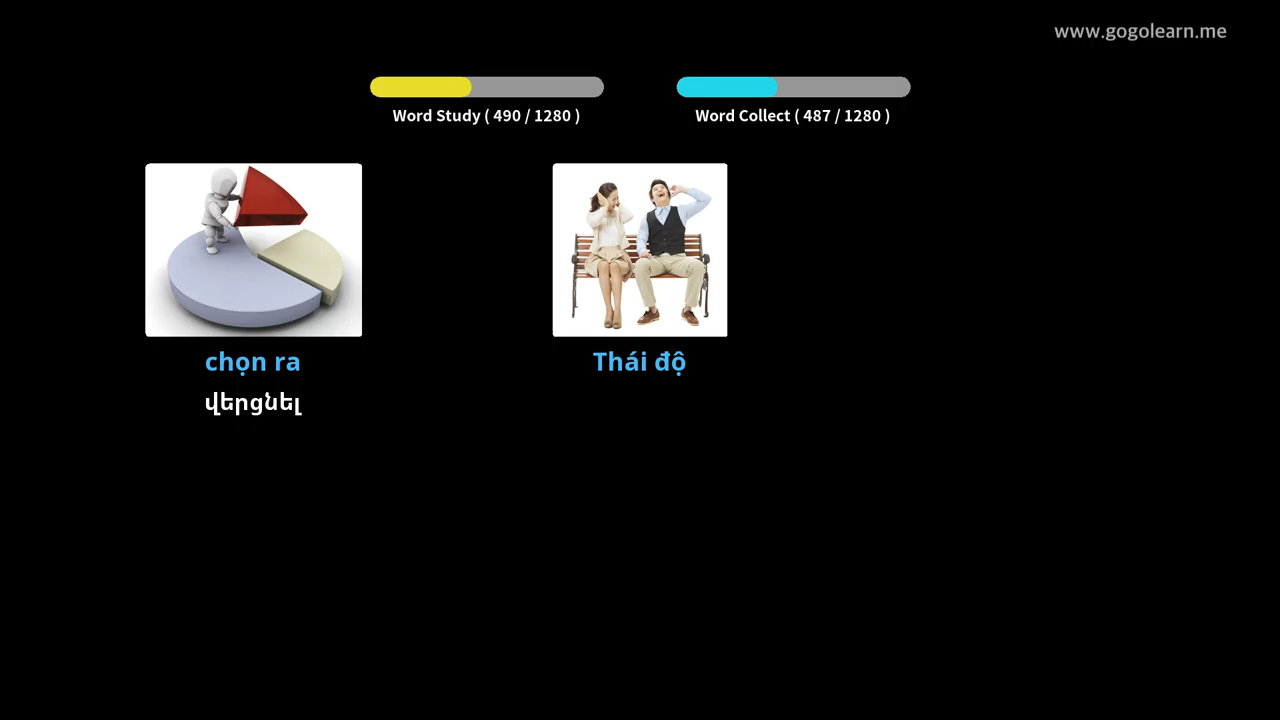 www.gogolearn.me
Word Study ( 490 / 1280 )
Word Collect ( 487 / 1280 )
chọn ra
վերցնել
Thái độ